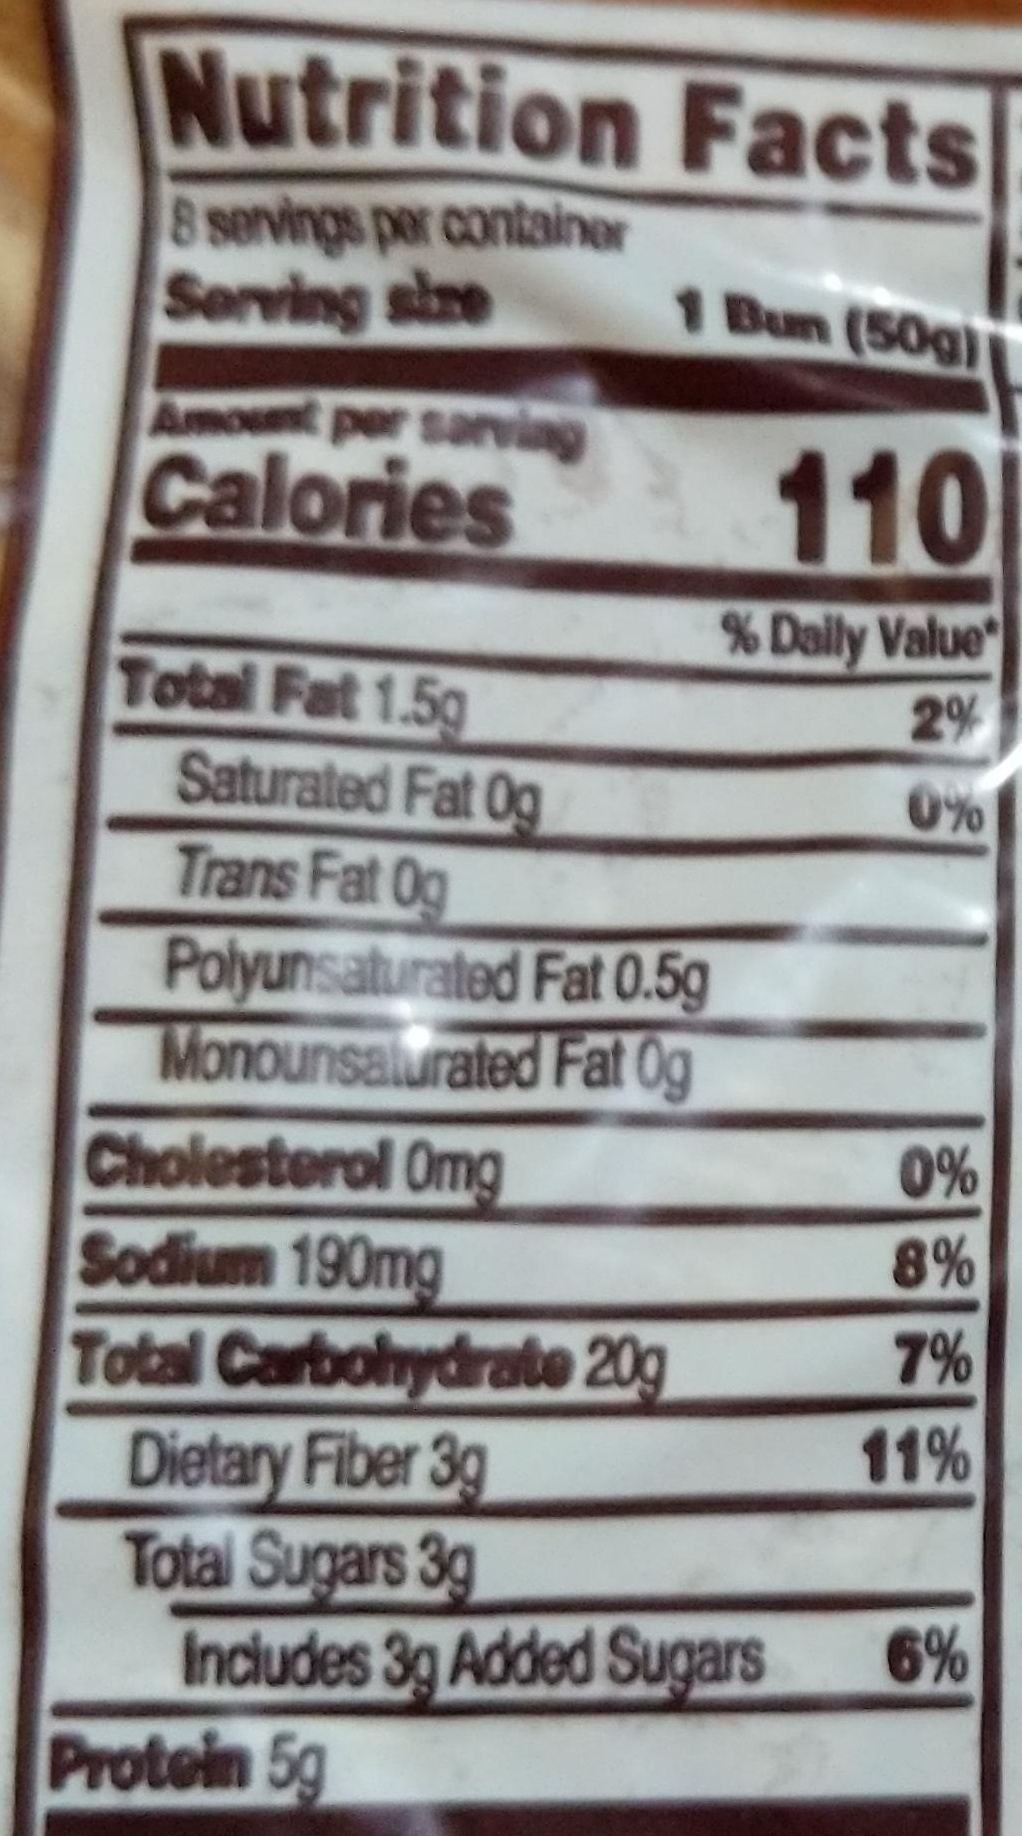 Nutrition Facts
8 servings per container
Serving size 1 Bun (50g)
Amount per serving
Calories 110
% Daily Value*
Total Fat 1.5g 2%
Saturated Fat 0g 0%
Trans Fat 0g
Polyunsaturated Fat 0.5g
Monounsaturated Fat 0g
Cholesterol 0mg 0%
Sodium 190mg 8%
Total Carbohydrate 20g 7%
Dietary Fiber 3g 11%
Total Sugars 3g
Includes 3g Added Sugars 6%
Protein 5g